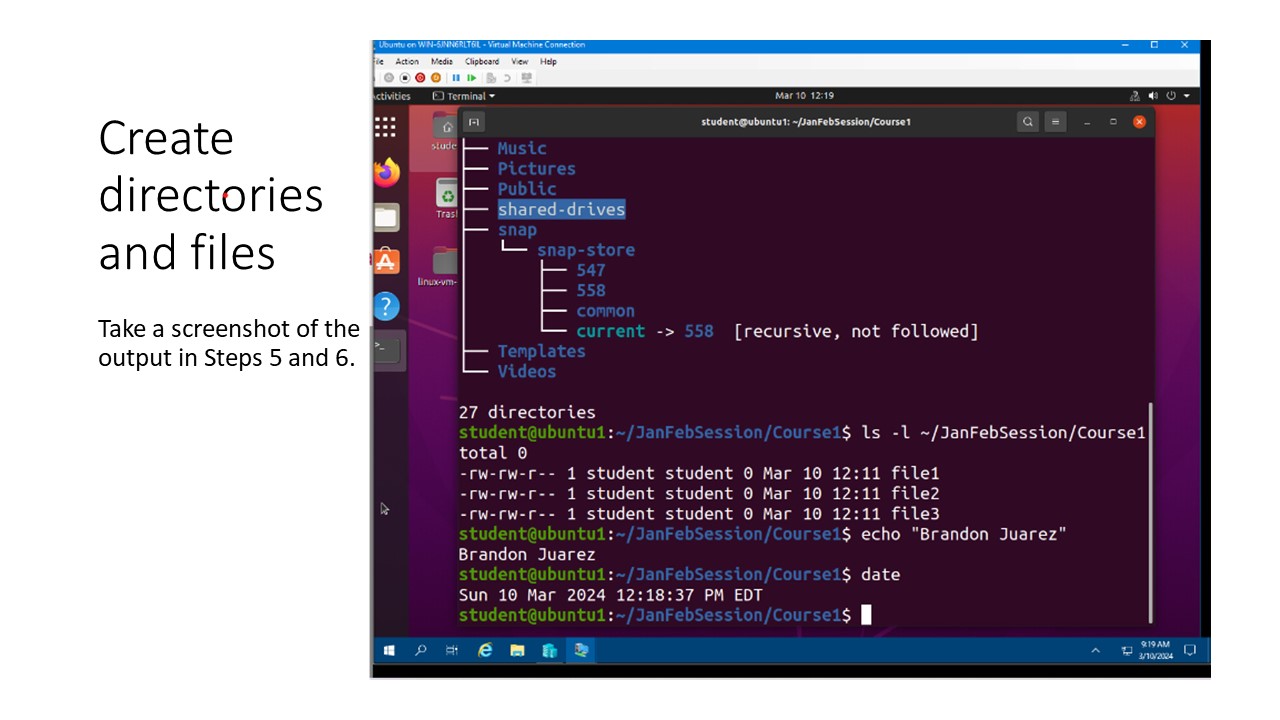 Create
directories
and files
Take a screenshot of the
output in Steps 5 and 6.
Ubuntu on WIN-6JNN6RLT6IL - Virtual Machine Connection
File Action Media Clipboard View Help
Activities Terminal Mar 10 12:19
student@ubuntu1: ~/JanFebSession/Course1
stude
Tras
linux-vm-
├── Music
├── Pictures
├── Public
├── shared-drives
├── snap
│   └── snap-store
│       ├── 547
│       ├── 558
│       ├── common
│       └── current -> 558 [recursive, not followed]
├── Templates
└── Videos
27 directories
student@ubuntu1:~/JanFebSession/Course1$ ls -l ~/JanFebSession/Course1
total 0
-rw-rw-r-- 1 student student 0 Mar 10 12:11 file1
-rw-rw-r-- 1 student student 0 Mar 10 12:11 file2
-rw-rw-r-- 1 student student 0 Mar 10 12:11 file3
student@ubuntu1:~/JanFebSession/Course1$ echo "Brandon Juarez"
Brandon Juarez
student@ubuntu1:~/JanFebSession/Course1$ date
Sun 10 Mar 2024 12:18:37 PM EDT
student@ubuntu1:~/JanFebSession/Course1$
9:19 AM
3/10/2024